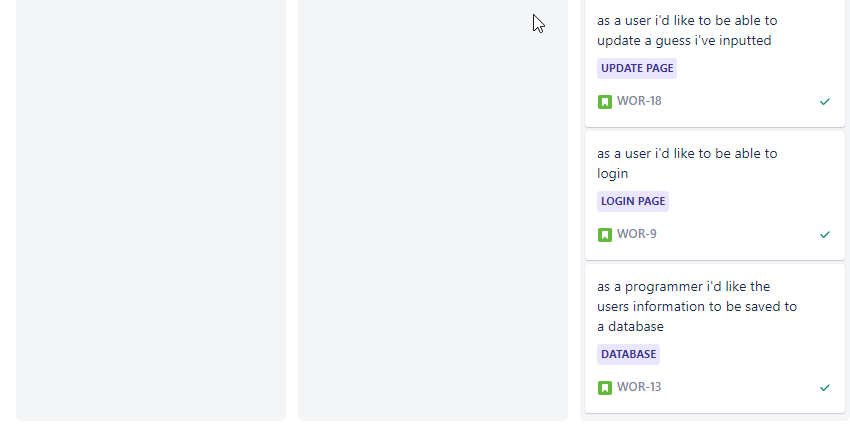 as a user i'd like to be able to
update a guess i've inputted
UPDATE PAGE
WOR-18
as a user i'd like to be able to
login
LOGIN PAGE
WOR-9
as a programmer i'd like the
users information to be saved to
a database
DATABASE
WOR-13